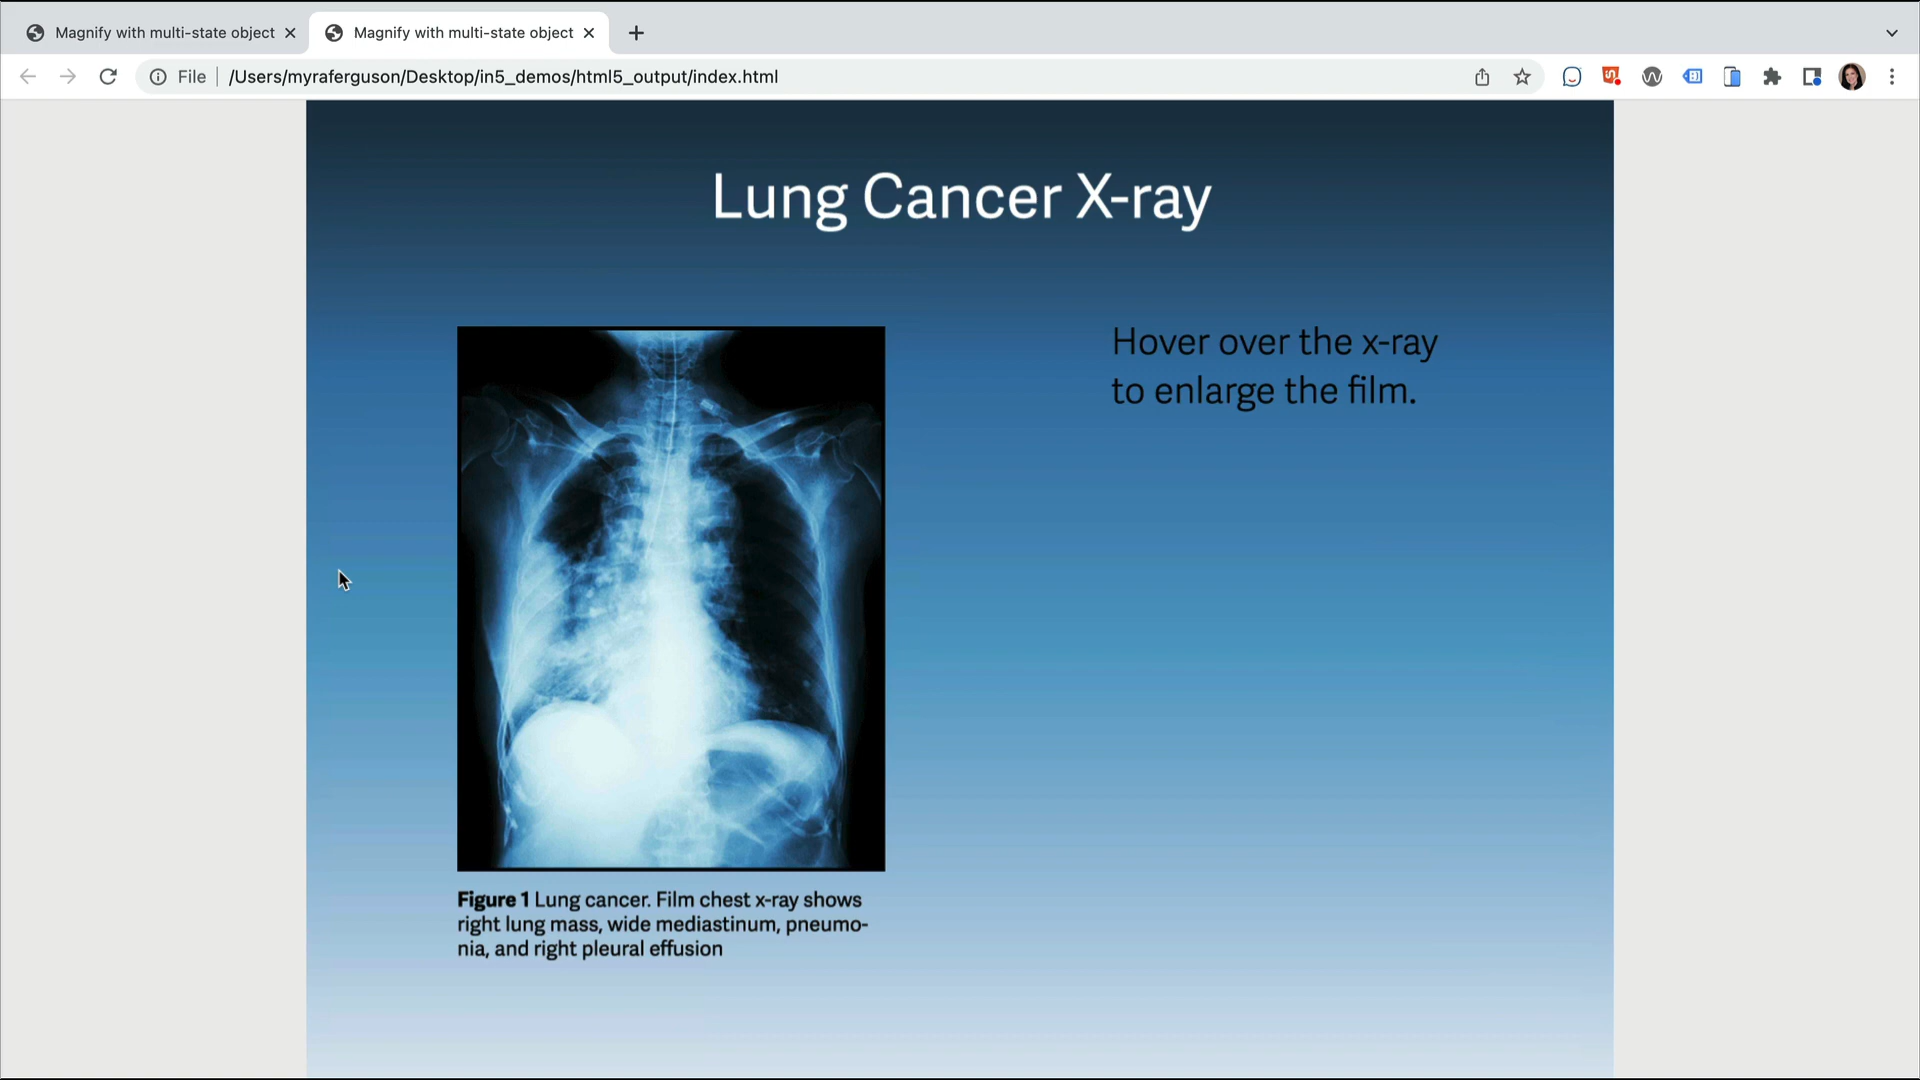 Magnify with multi-state object
Magnify with multi-state object
File
/Users/myraferguson/Desktop/in5_demos/html5_output/index.html
Lung Cancer X-ray
Hover over the x-ray
to enlarge the film.
Figure 1 Lung cancer. Film chest x-ray shows
right lung mass, wide mediastinum, pneumo-
nia, and right pleural effusion